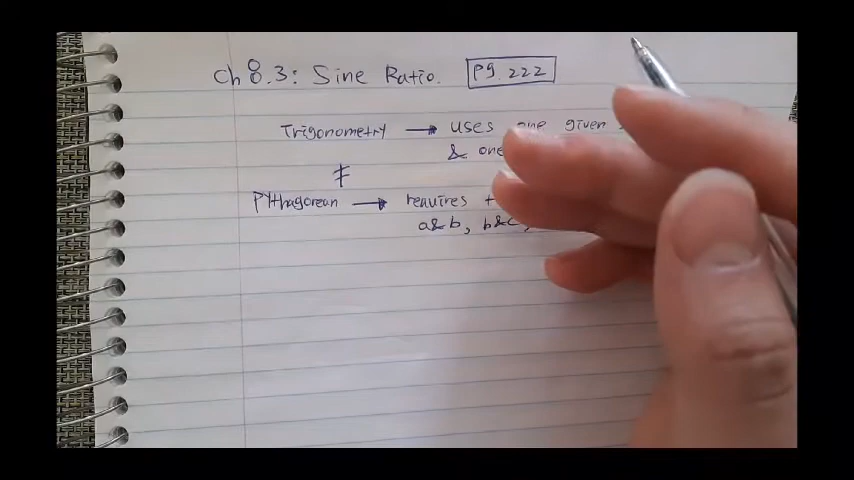 Ch 8.3: Sine Ratio. Pg. 222
Trigonometry → uses one given
& one
≠
Pythagorean → requires
a&b, b&c,